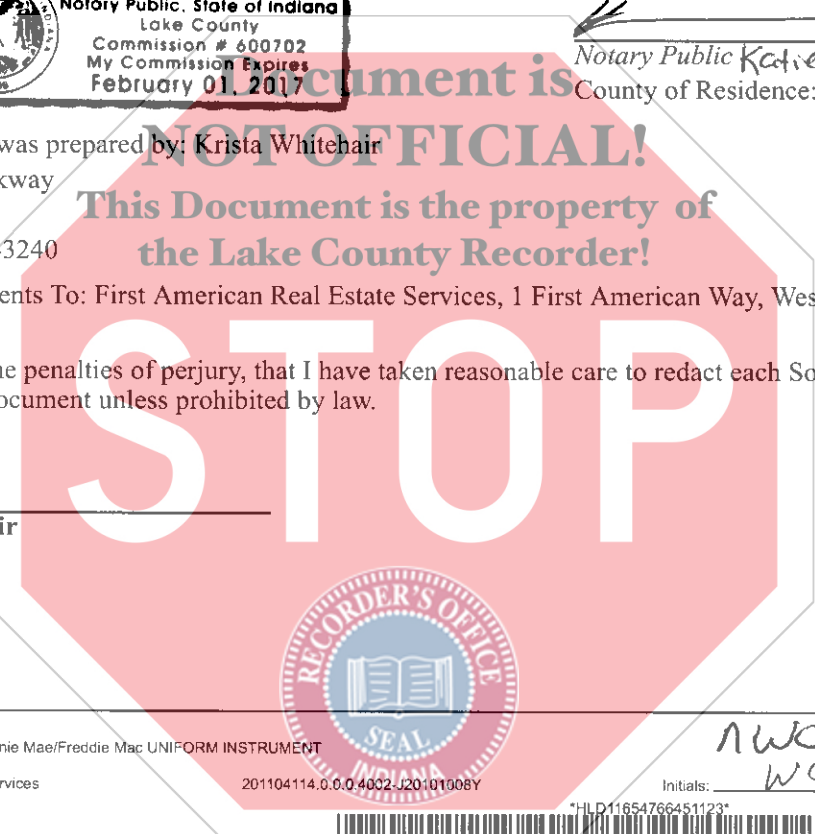 Notary Public, State of Indiana
Lake County
Commission # 600702
My Commission Expires
February 01, 2017
Notary Public Katie
County of Residence:
Document is
NOT OFFICIAL!
This Document is the property of
the Lake County Recorder!
was prepared by: Krista Whitehair
kway
3240
ents To: First American Real Estate Services, 1 First American Way, Wes
he penalties of perjury, that I have taken reasonable care to redact each So
ocument unless prohibited by law.
STOP
ir
RECORDER'S OFFICE
SEAL
INDIANA
nie Mae/Freddie Mac UNIFORM INSTRUMENT
rvices
201104114.0.0.0.4002-J20101008Y
Initials:
*HLD11654766451123*